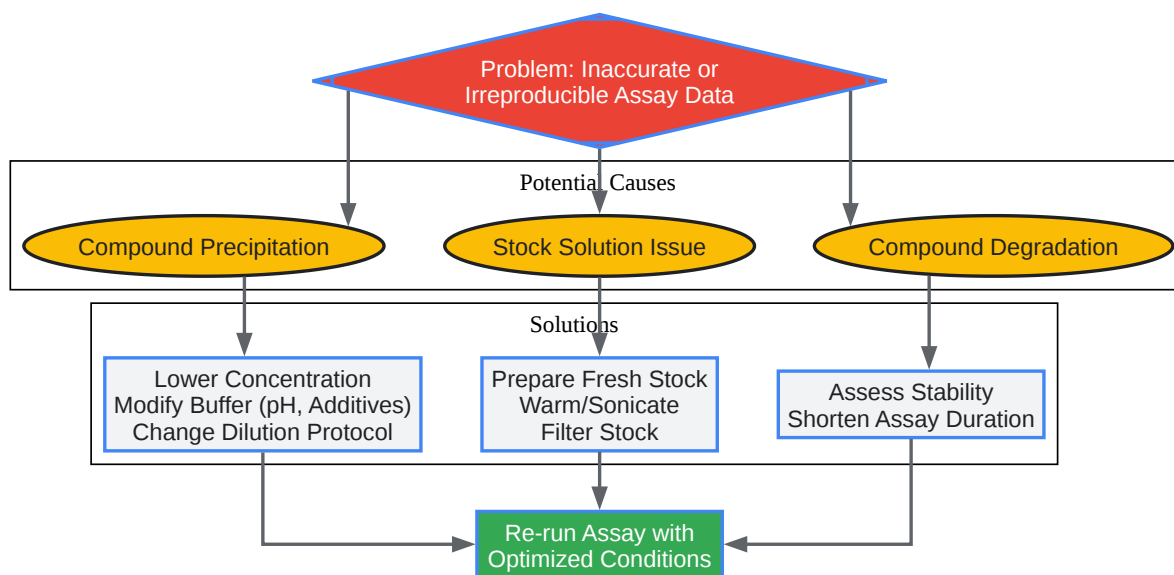 Problem: Inaccurate or
Irreproducible Assay Data
Potential Causes
Compound Precipitation
Stock Solution Issue
Compound Degradation
Solutions
Lower Concentration
Modify Buffer (pH, Additives)
Change Dilution Protocol
Prepare Fresh Stock
Warm/Sonicate
Filter Stock
Assess Stability
Shorten Assay Duration
Re-run Assay with
Optimized Conditions